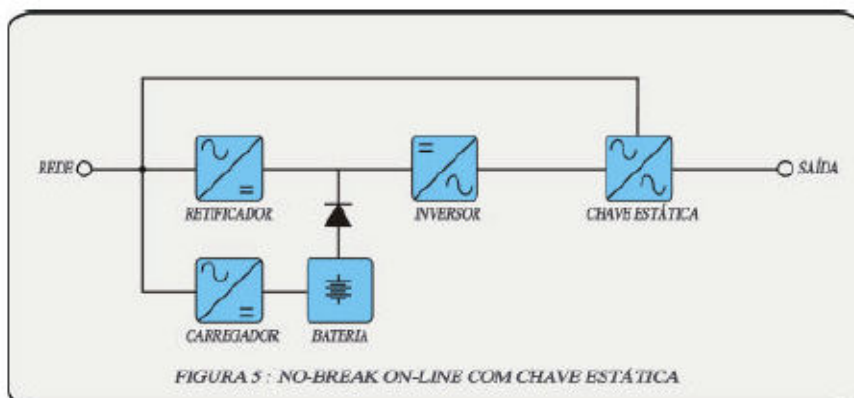 REDE
SAÍDA
RETIFICADOR
INVERSOR
CHAVE ESTÁTICA
CARREGADOR
BATERIA
FIGURA 5 : NO-BREAK ON-LINE COM CHAVE ESTÁTICA